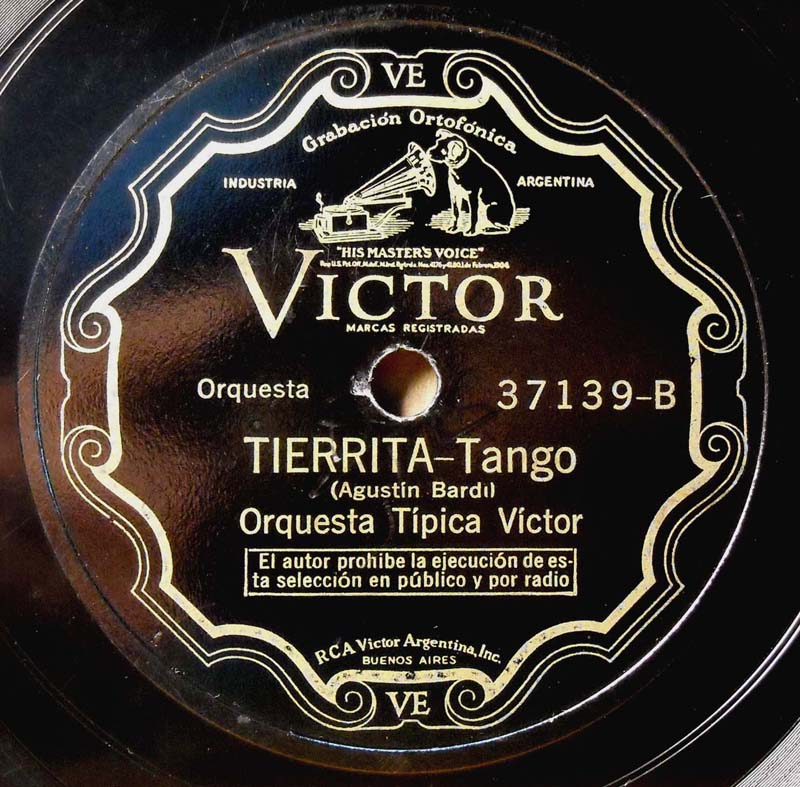 VE
Grabación Ortofónica
INDUSTRIA ARGENTINA
"HIS MASTER'S VOICE"
VICTOR
MARCAS REGISTRADAS
Orquesta 37139-B
TIERRITA-Tango
(Agustín Bardi)
Orquesta Típica Víctor
El autor prohibe la ejecución de es-
ta selección en público y por radio
RCA Victor Argentina, Inc.
BUENOS AIRES
VE